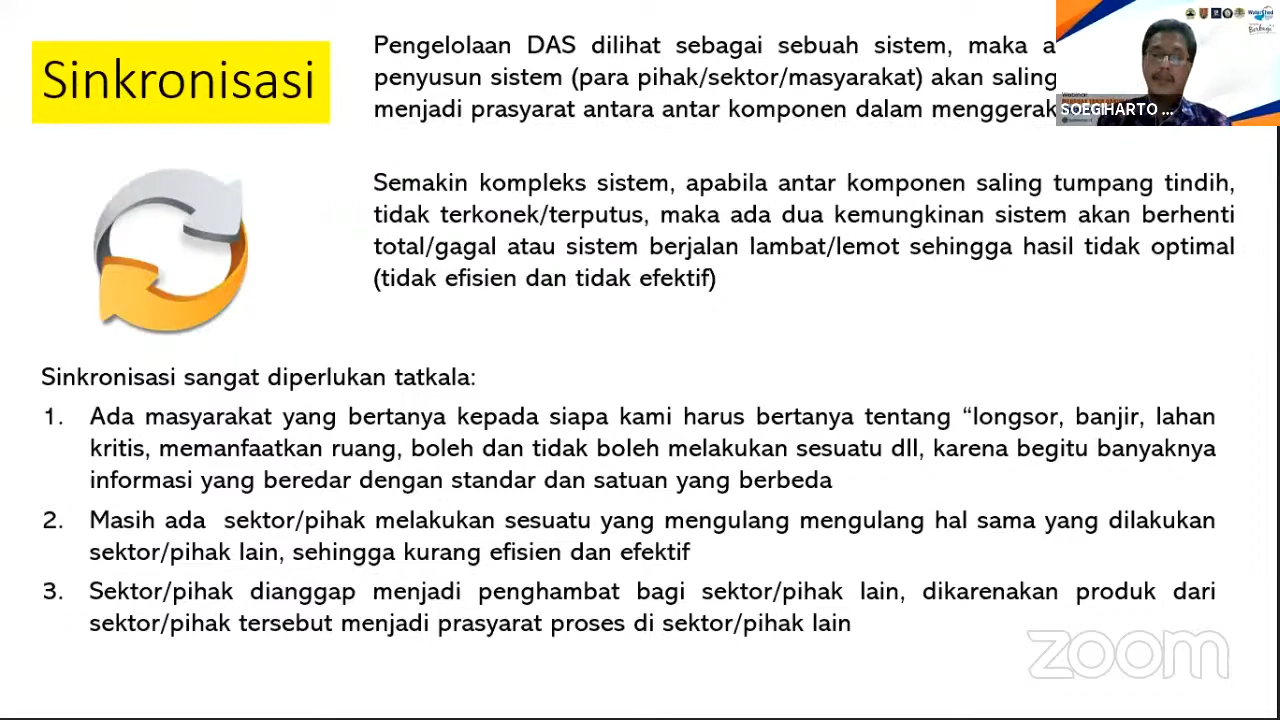 Sinkronisasi
Pengelolaan DAS dilihat sebagai sebuah sistem, maka a
penyusun sistem (para pihak/sektor/masyarakat) akan saling
menjadi prasyarat antara antar komponen dalam menggerak
Webinar
SOEGIHARTO ...
Semakin kompleks sistem, apabila antar komponen saling tumpang tindih,
tidak terkonek/terputus, maka ada dua kemungkinan sistem akan berhenti
total/gagal atau sistem berjalan lambat/lemot sehingga hasil tidak optimal
(tidak efisien dan tidak efektif)
Sinkronisasi sangat diperlukan tatkala:
1. Ada masyarakat yang bertanya kepada siapa kami harus bertanya tentang “longsor, banjir, lahan
kritis, memanfaatkan ruang, boleh dan tidak boleh melakukan sesuatu dll, karena begitu banyaknya
informasi yang beredar dengan standar dan satuan yang berbeda
2. Masih ada sektor/pihak melakukan sesuatu yang mengulang mengulang hal sama yang dilakukan
sektor/pihak lain, sehingga kurang efisien dan efektif
3. Sektor/pihak dianggap menjadi penghambat bagi sektor/pihak lain, dikarenakan produk dari
sektor/pihak tersebut menjadi prasyarat proses di sektor/pihak lain
zoom